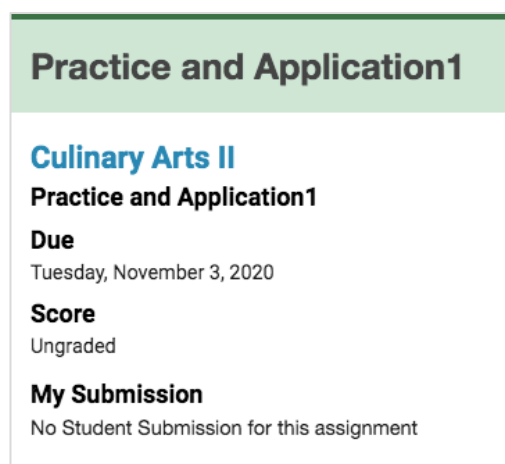 Practice and Application1
Culinary Arts II
Practice and Application1
Due
Tuesday, November 3, 2020
Score
Ungraded
My Submission
No Student Submission for this assignment